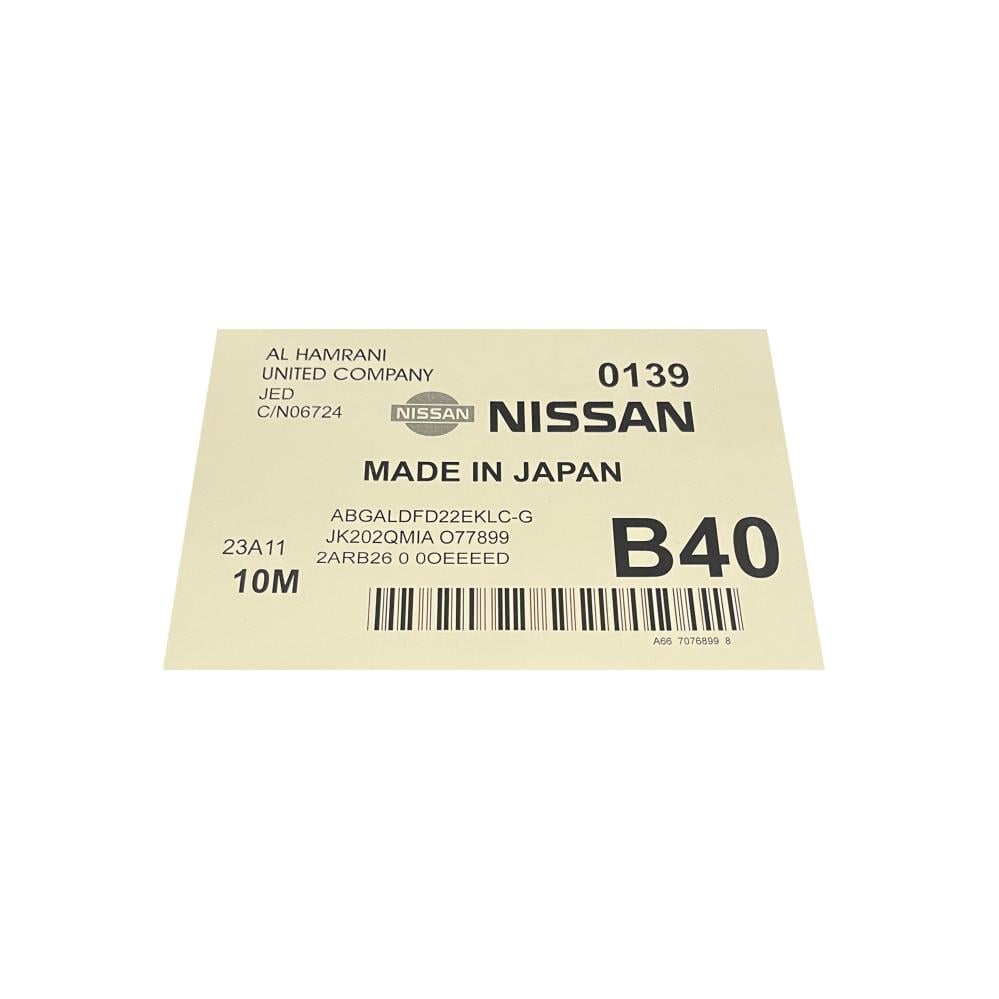 AL HAMRANI
UNITED COMPANY
JED
C/N06724
0139
NISSAN
NISSAN
MADE IN JAPAN
ABGALDFD22EKLC-G
JK202QMIA O77899
2ARB26 0 0OEEEED
23A11
10M
B40
A66 7076899 8